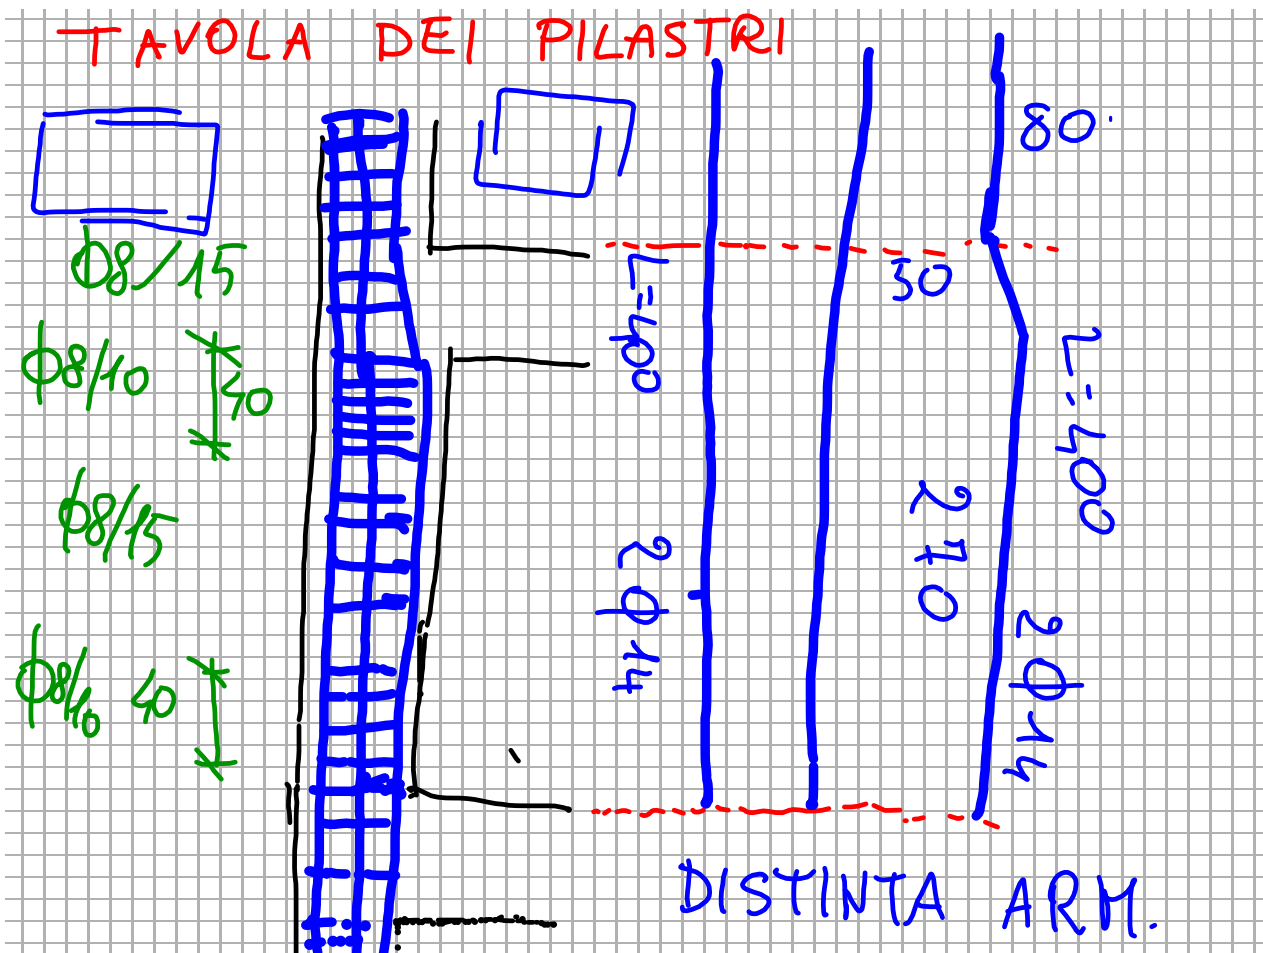 TAVOLA DEI PILASTRI
80
Φ8/15
30
L=400
Φ8/10
40
L=400
270
Φ8/15
2Φ14
2Φ14
Φ8/10 40
DISTINTA ARM.